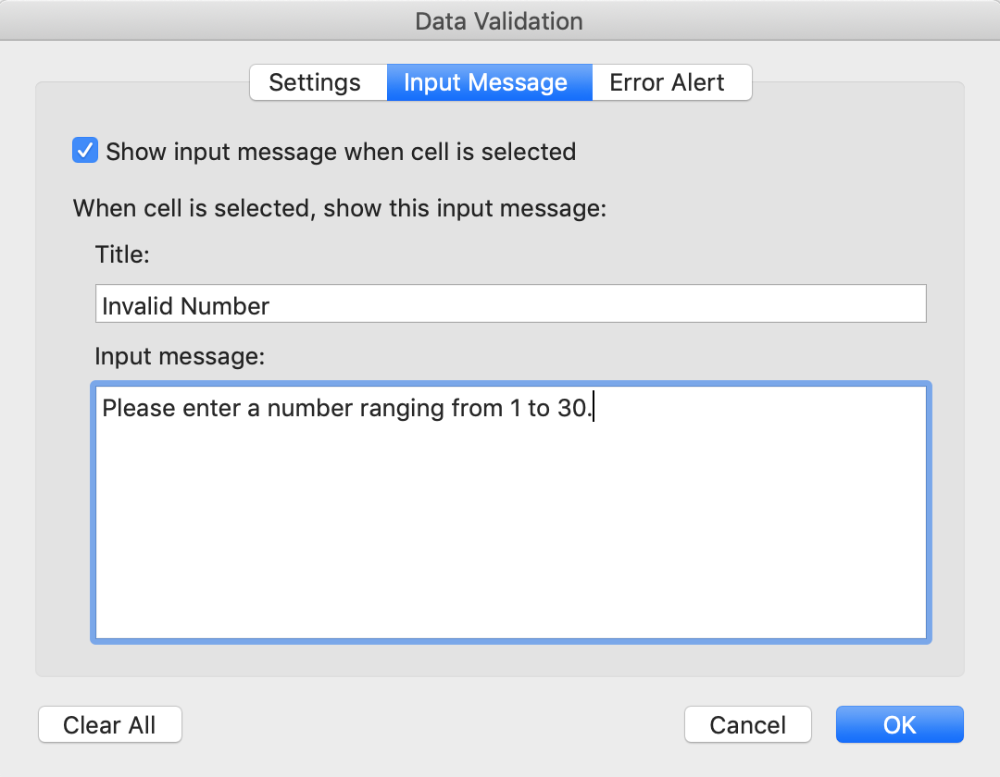 Data Validation
Settings Input Message Error Alert
Show input message when cell is selected
When cell is selected, show this input message:
Title:
Invalid Number
Input message:
Please enter a number ranging from 1 to 30.
Clear All Cancel OK